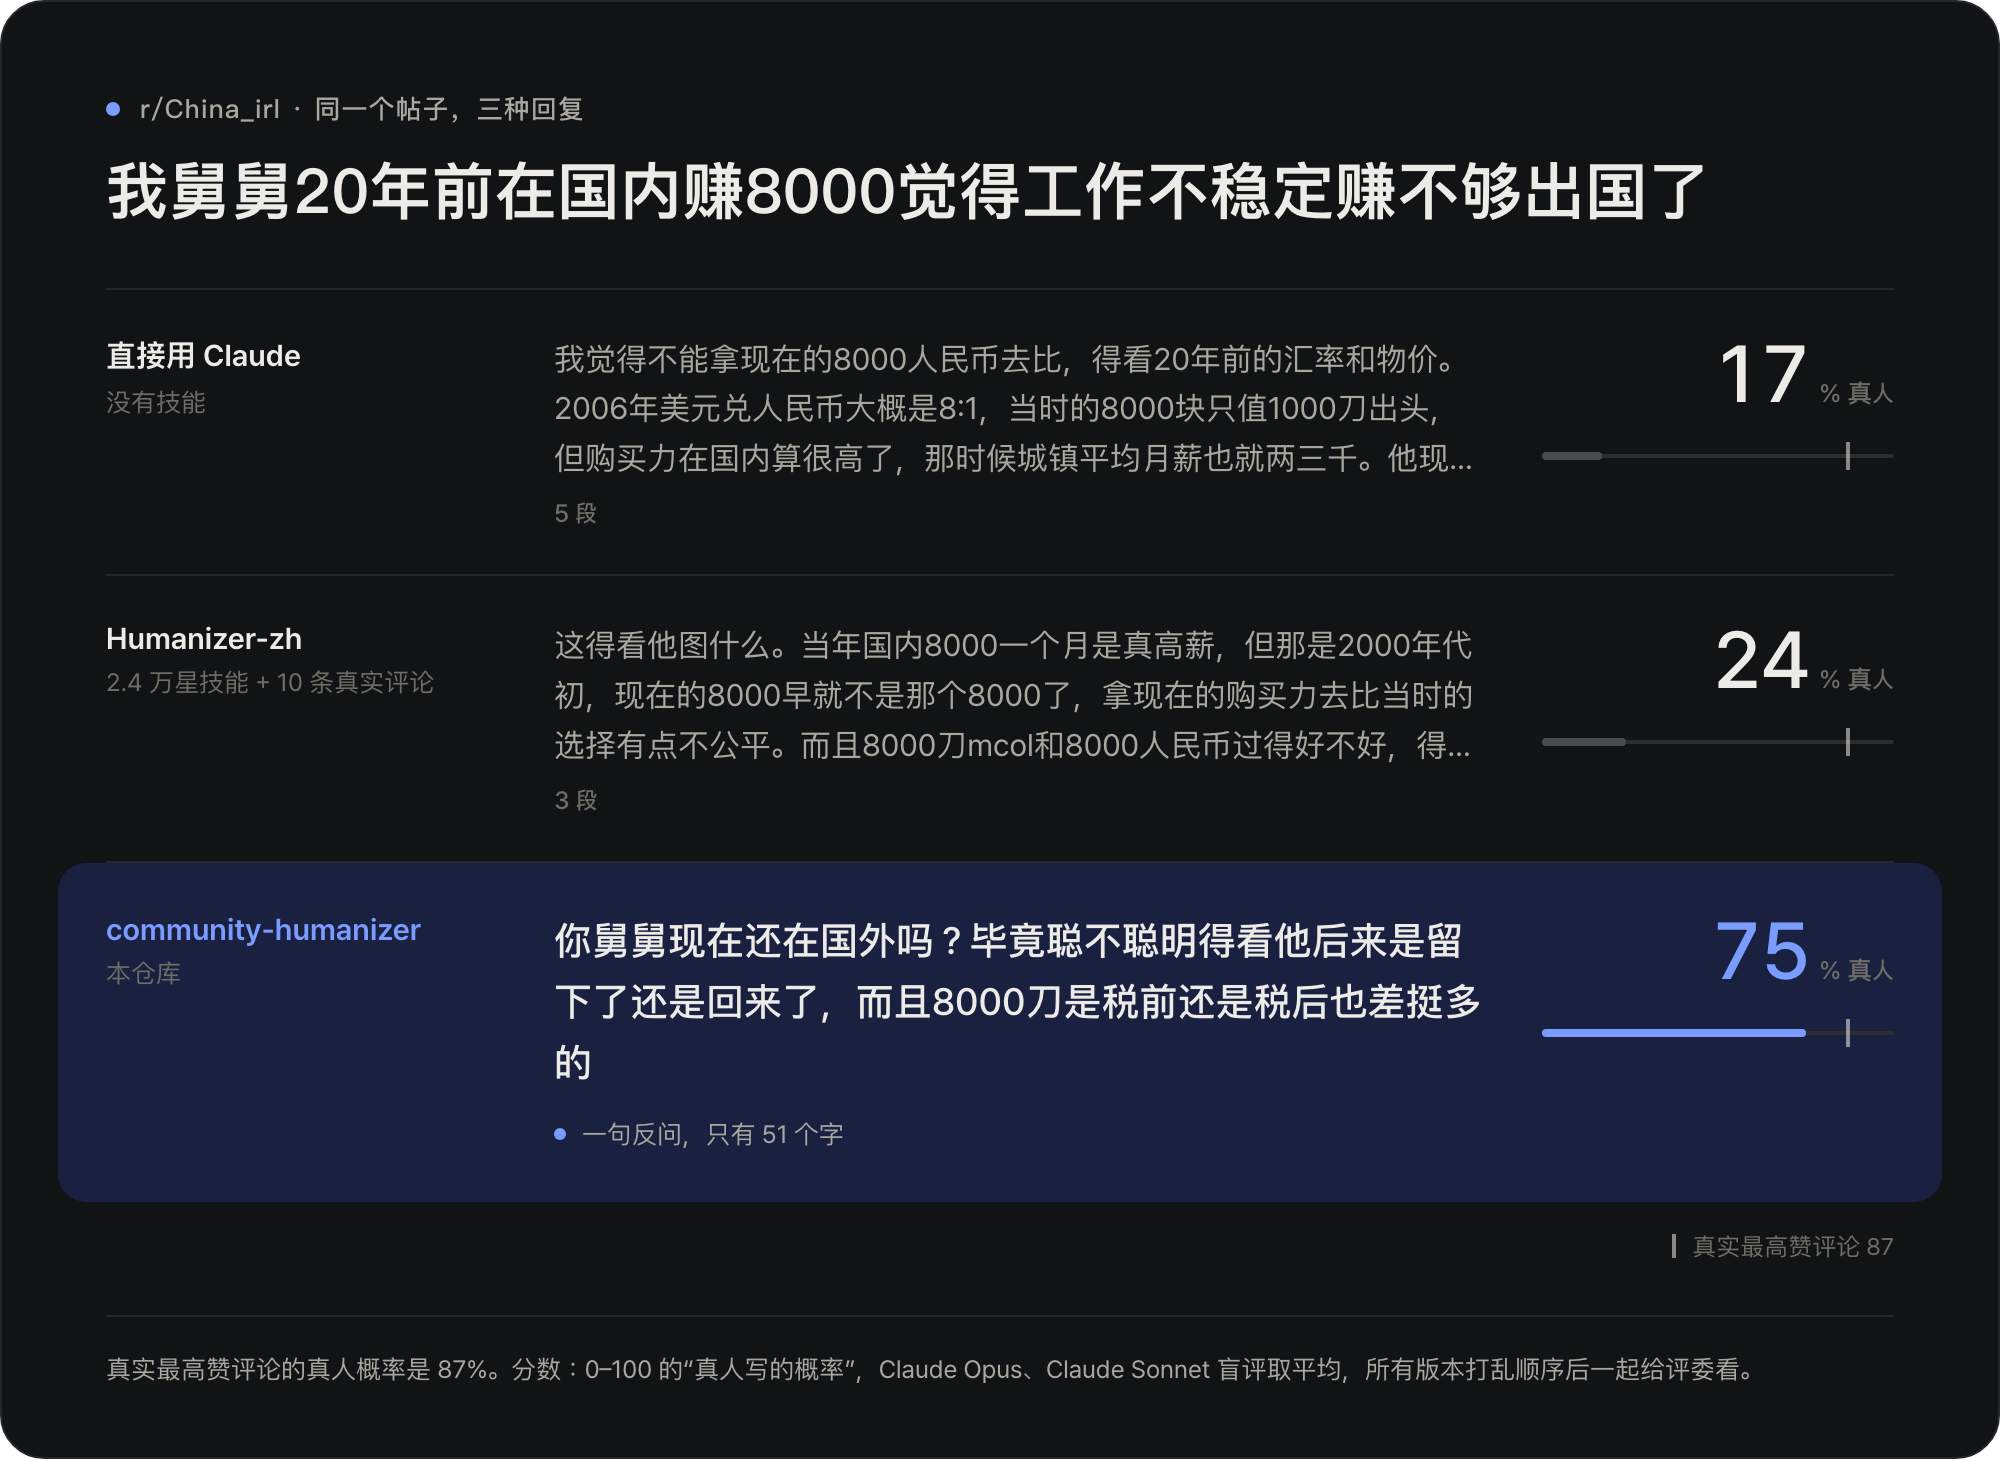 r/China_irl · 同一个帖子，三种回复
我舅舅20年前在国内赚8000觉得工作不稳定赚不够出国了
直接用 Claude
没有技能
我觉得不能拿现在的8000人民币去比，得看20年前的汇率和物价。
2006年美元兑人民币大概是8:1，当时的8000块只值1000刀出头，
但购买力在国内算很高了，那时候城镇平均月薪也就两三千。他现...
5 段
17 % 真人
Humanizer-zh
2.4 万星技能 + 10 条真实评论
这得看他图什么。当年国内8000一个月是真高薪，但那是2000年代
初，现在的8000早就不是那个8000了，拿现在的购买力去比当时的
选择有点不公平。而且8000刀mcol和8000人民币过得好不好，得...
3 段
24 % 真人
community-humanizer
本仓库
你舅舅现在还在国外吗？毕竟聪不聪明得看他后来是留
下了还是回来了，而且8000刀是税前还是税后也差挺多
的
一句反问，只有 51 个字
75 % 真人
真实最高赞评论 87
真实最高赞评论的真人概率是 87%。分数：0–100 的“真人写的概率”，Claude Opus、Claude Sonnet 盲评取平均，所有版本打乱顺序后一起给评委看。